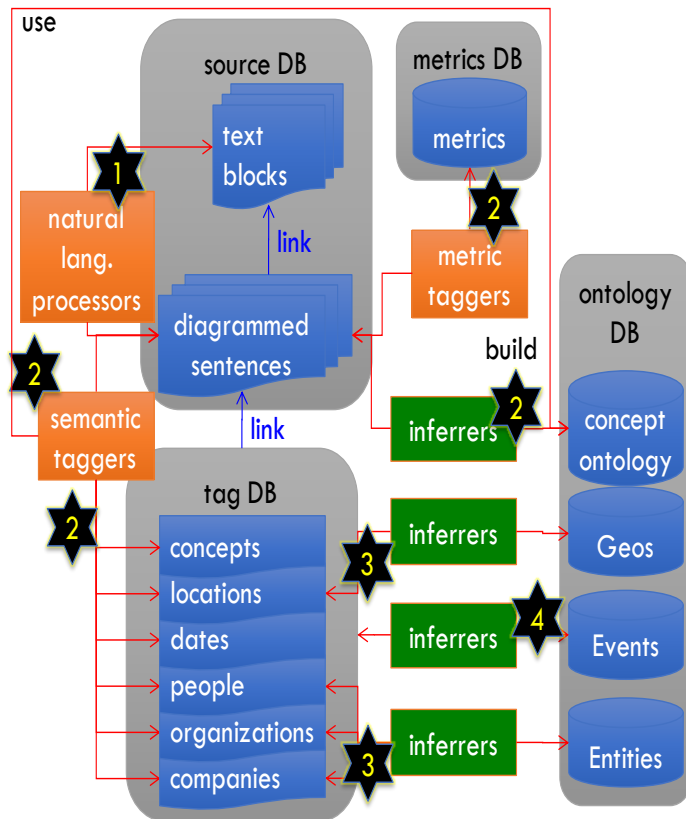 use
source DB
metrics DB
text
blocks
metrics
1
2
natural
lang.
processors
link
metric
taggers
ontology
DB
diagrammed
sentences
build
2
2
semantic
taggers
link
inferrers
concept
ontology
tag DB
2
concepts
inferrers
Geos
3
locations
dates
inferrers
4
Events
people
organizations
inferrers
Entities
3
companies